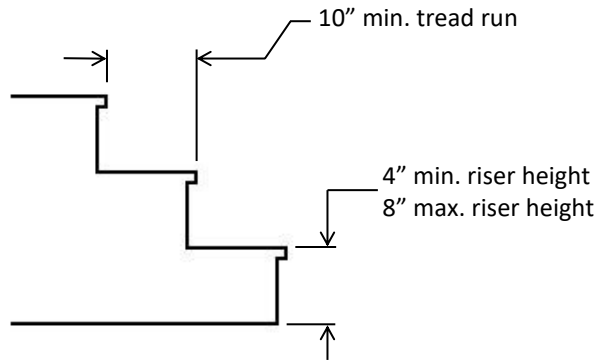 10” min. tread run
4” min. riser height
8” max. riser height